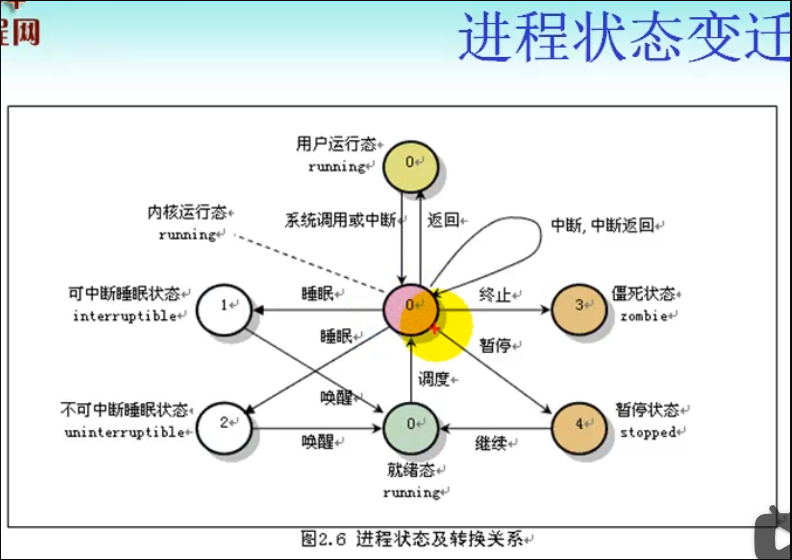 程网
进程状态变迁
用户运行态
running
0
内核运行态
running
系统调用或中断
返回
中断, 中断返回
可中断睡眠状态
interruptible
1
睡眠
0
终止
3
僵死状态
zombie
睡眠
暂停
调度
不可中断睡眠状态
uninterruptible
2
唤醒
唤醒
0
继续
4
暂停状态
stopped
就绪态
running
图2.6 进程状态及转换关系